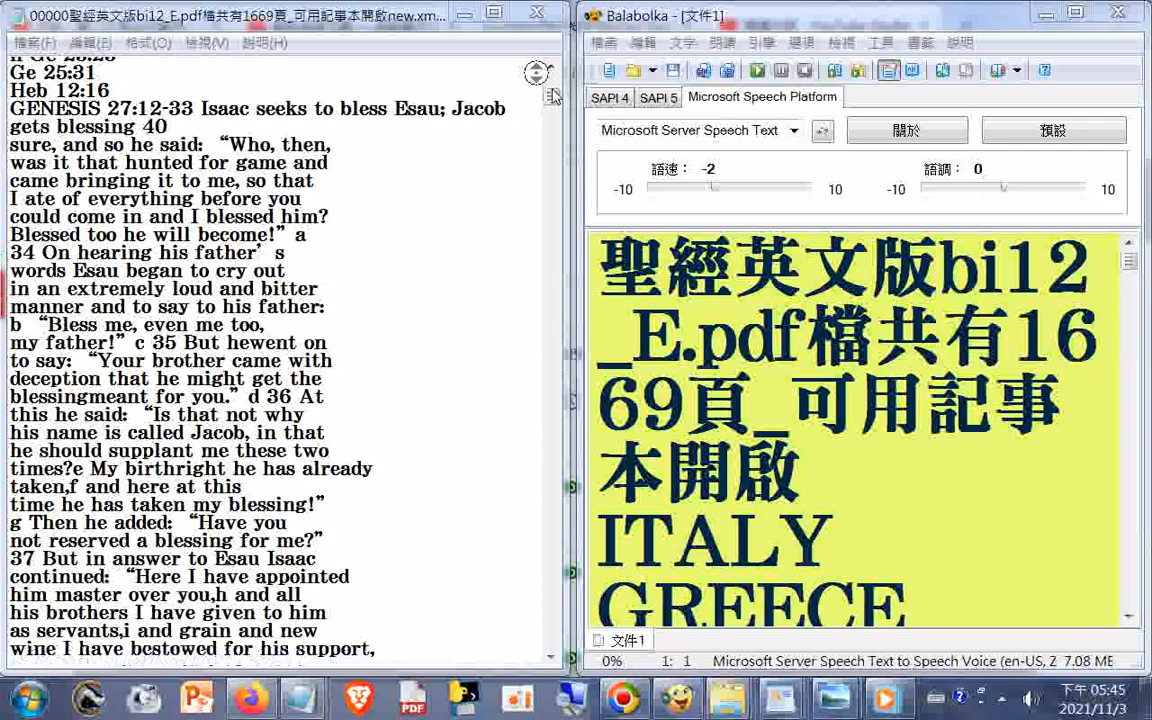 00000聖經英文版bi12_E.pdf檔共有1669頁_可用記事本開啟new.xm...
檔案(F) 編輯(E) 格式(O) 檢視(V) 說明(H)
Ge 25:31
Heb 12:16
GENESIS 27:12-33 Isaac seeks to bless Esau; Jacob
gets blessing 40
sure, and so he said: “Who, then,
was it that hunted for game and
came bringing it to me, so that
I ate of everything before you
could come in and I blessed him?
Blessed too he will become!” a
34 On hearing his father’s
words Esau began to cry out
in an extremely loud and bitter
manner and to say to his father:
b “Bless me, even me too,
my father!” c 35 But hewent on
to say: “Your brother came with
deception that he might get the
blessingmeant for you.” d 36 At
this he said: “Is that not why
his name is called Jacob, in that
he should supplant me these two
times?e My birthright he has already
taken,f and here at this
time he has taken my blessing!”
g Then he added: “Have you
not reserved a blessing for me?”
37 But in answer to Esau Isaac
continued: “Here I have appointed
him master over you,h and all
his brothers I have given to him
as servants,i and grain and new
wine I have bestowed for his support,
Balabolka - [文件1]
檔案 編輯 文字 朗讀 引擎 選項 檢視 工具 書籤 說明
SAPI 4 SAPI 5 Microsoft Speech Platform
Microsoft Server Speech Text 關於 預設
語速： -2 語調： 0
-10 10 -10 10
聖經英文版bi12
_E.pdf檔共有16
69頁_可用記事
本開啟
ITALY
GREECE
文件1
0% 1: 1 Microsoft Server Speech Text to Speech Voice (en-US, Z 7.08 ME
PDF
下午 05:45
2021/11/3